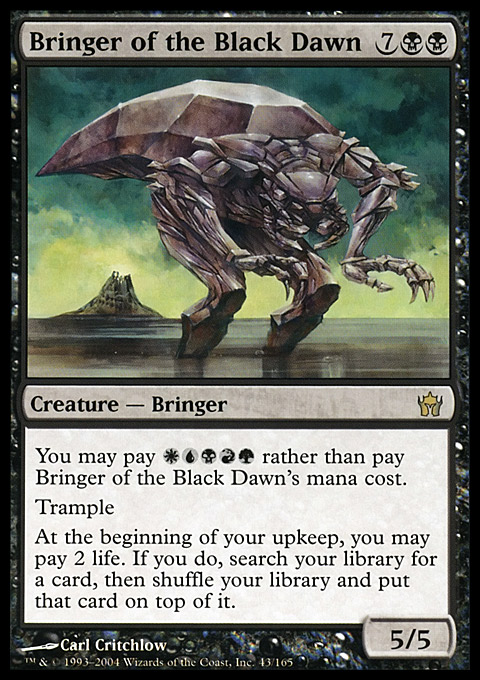 Bringer of the Black Dawn 7
Creature — Bringer
You may pay rather than pay
Bringer of the Black Dawn's mana cost.
Trample
At the beginning of your upkeep, you may
pay 2 life. If you do, search your library for
a card, then shuffle your library and put
that card on top of it.
Carl Critchlow
5/5
™ & © 1993–2004 Wizards of the Coast, Inc. 43/165